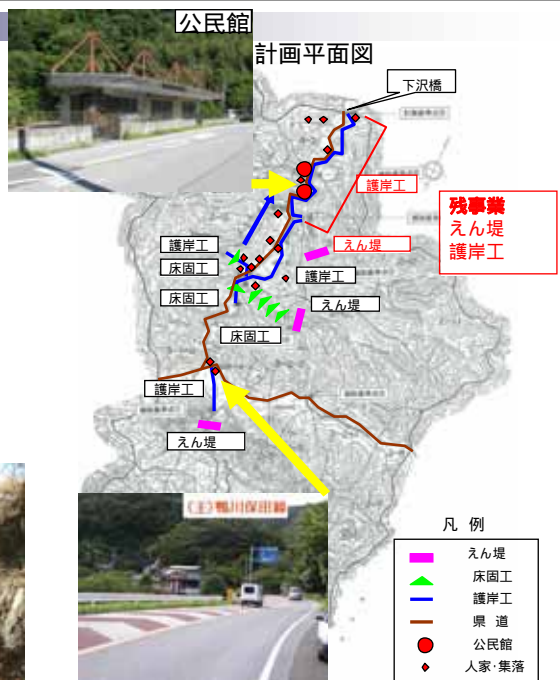 公民館
計画平面図
下沢橋
護岸工
残事業
えん堤
護岸工
えん堤
護岸工
床固工
護岸工
床固工
えん堤
床固工
護岸工
えん堤
(主)鴨川保田線
凡 例
えん堤
床固工
護岸工
県 道
公民館
人家・集落